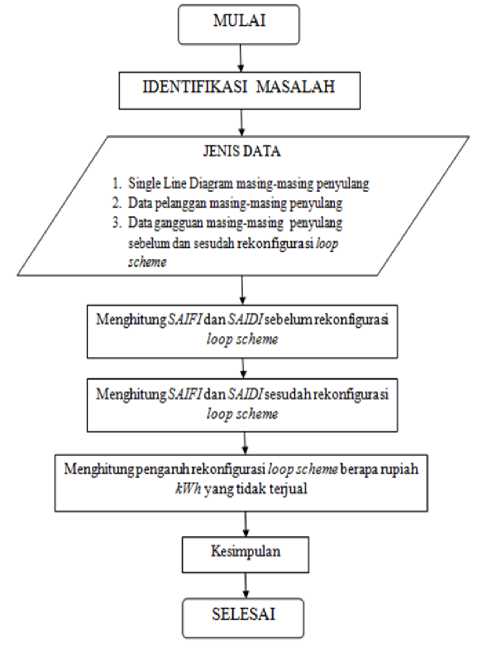 MULAI
IDENTIFIKASI MASALAH
JENIS DATA
1. Single Line Diagram masing-masing penyulang
2. Data pelanggan masing-masing penyulang
3. Data gangguan masing-masing penyulang
sebelum dan sesudah rekonfigurasi loop
scheme
Menghitung SAIFI dan SAIDI sebelum rekonfigurasi
loop scheme
Menghitung SAIFI dan SAIDI sesudah rekonfigurasi
loop scheme
Menghitung pengaruh rekonfigurasi loop scheme berapa rupiah
kWh yang tidak terjual
Kesimpulan
SELESAI